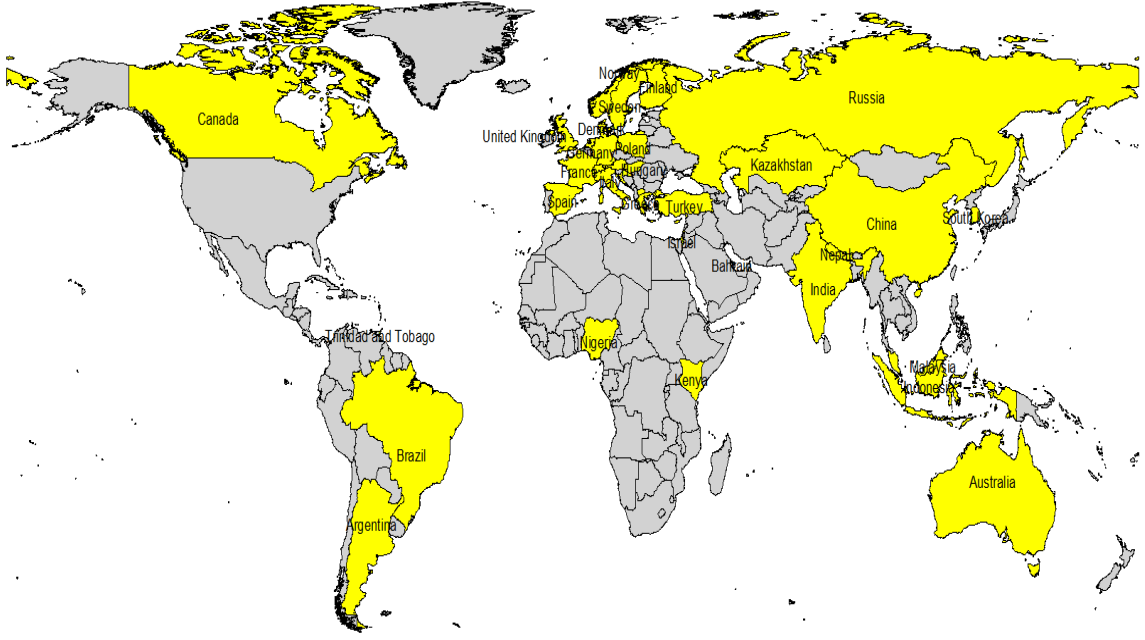 Norway
Finland
Canada
Russia
Sweden
United Kingdom
Poland
Germany
Kazakhstan
France
Hungary
Spain
Turkey
South Korea
China
Israel
Nepal
Bahrain
India
Trinidad and Tobago
Nigeria
Malaysia
Kenya
Indonesia
Brazil
Australia
Argentina